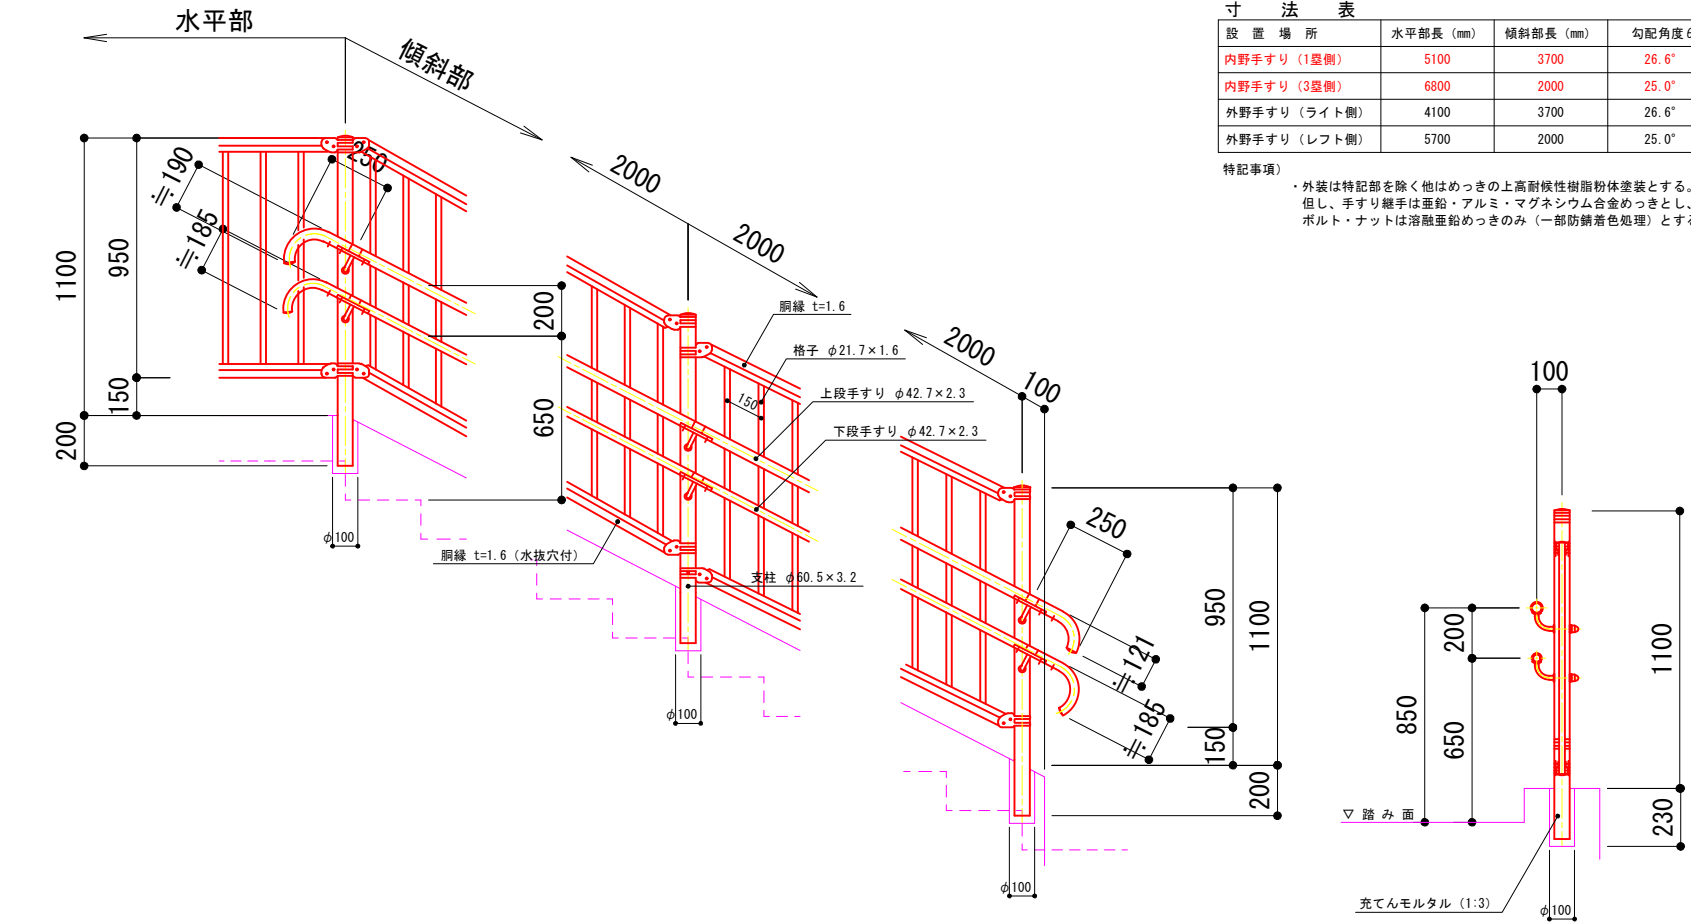 水平部
傾斜部
寸 法 表
設 置 場 所 水平部長 (mm) 傾斜部長 (mm) 勾配角度
内野手すり (1塁側) 5100 3700 26.6°
内野手すり (3塁側) 6800 2000 25.0°
外野手すり (ライト側) 4100 3700 26.6°
外野手すり (レフト側) 5700 2000 25.0°
特記事項)
・外装は特記部を除く他はめっきの上高耐候性樹脂粉体塗装とする。
但し、手すり継手は亜鉛・アルミ・マグネシウム合金めっきとし、
ボルト・ナットは溶融亜鉛めっきのみ (一部防錆着色処理) とする
1100
950
150
200
≒190
≒185
250
φ100
2000
2000
200
650
胴縁 t=1.6
格子 φ21.7×1.6
150
上段手すり φ42.7×2.3
下段手すり φ42.7×2.3
胴縁 t=1.6 (水抜穴付)
支柱 φ60.5×3.2
φ100
2000
100
250
≒121
≒185
950
150
1100
200
φ100
100
200
850
650
1100
230
▽ 踏 み 面
充てんモルタル (1:3)
φ100